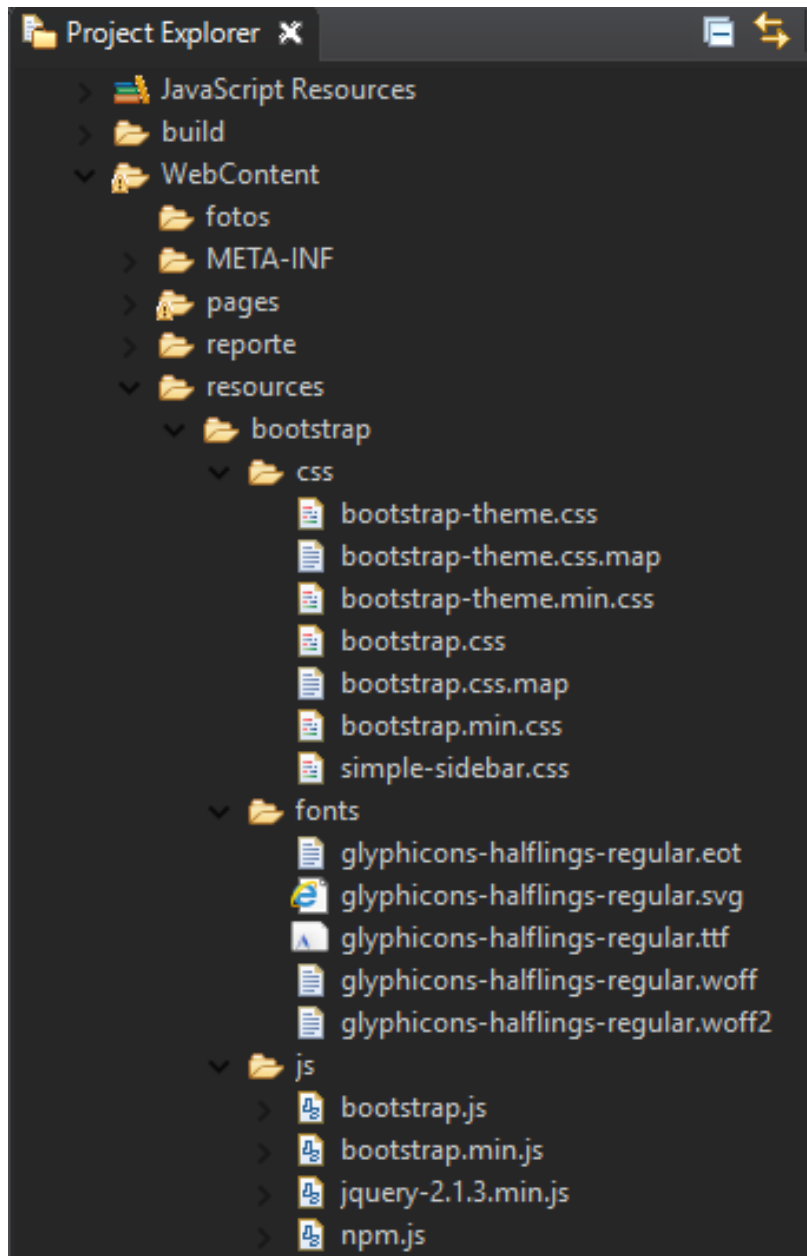 Project Explorer
JavaScript Resources
build
WebContent
fotos
META-INF
pages
reporte
resources
bootstrap
css
bootstrap-theme.css
bootstrap-theme.css.map
bootstrap-theme.min.css
bootstrap.css
bootstrap.css.map
bootstrap.min.css
simple-sidebar.css
fonts
glyphicons-halflings-regular.eot
glyphicons-halflings-regular.svg
glyphicons-halflings-regular.ttf
glyphicons-halflings-regular.woff
glyphicons-halflings-regular.woff2
js
bootstrap.js
bootstrap.min.js
jquery-2.1.3.min.js
npm.js